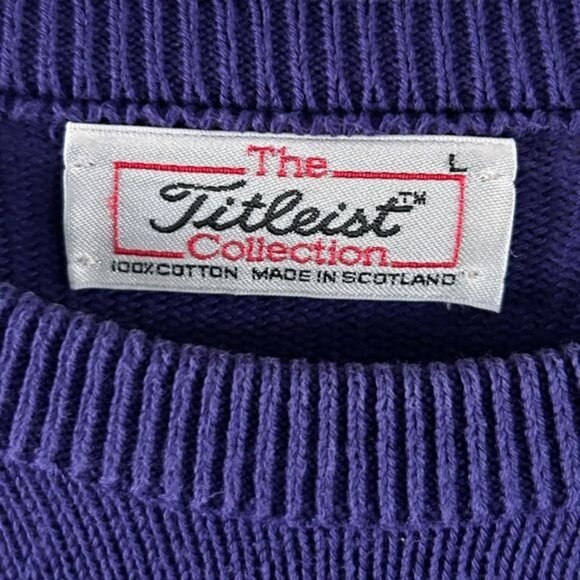 The
L
Titleist™
Collection
100% COTTON MADE IN SCOTLAND